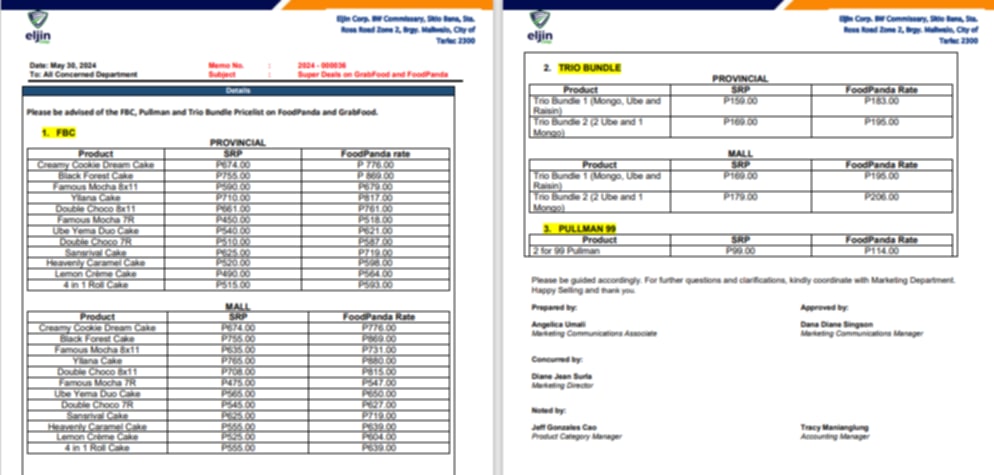 eljin
Eljin Corp. BW Commissary, Sitio Bana, Sta.
Rosa Road Zone 2, Brgy. Maliwalo, City of
Tarlac 2300
Date: May 30, 2024 Memo No. : 2024 - 000036
To: All Concerned Department Subject : Super Deals on GrabFood and FoodPanda
Details
Please be advised of the FBC, Pullman and Trio Bundle Pricelist on FoodPanda and GrabFood.
1. FBC
PROVINCIAL
Product SRP FoodPanda rate
Creamy Cookie Dream Cake P674.00 P 776.00
Black Forest Cake P755.00 P 869.00
Famous Mocha 8x11 P590.00 P679.00
Yllana Cake P710.00 P817.00
Double Choco 8x11 P661.00 P761.00
Famous Mocha 7R P450.00 P518.00
Ube Yema Duo Cake P540.00 P621.00
Double Choco 7R P510.00 P587.00
Sansrival Cake P625.00 P719.00
Heavenly Caramel Cake P520.00 P598.00
Lemon Crème Cake P490.00 P564.00
4 in 1 Roll Cake P515.00 P593.00
MALL
Product SRP FoodPanda Rate
Creamy Cookie Dream Cake P674.00 P776.00
Black Forest Cake P755.00 P869.00
Famous Mocha 8x11 P635.00 P731.00
Yllana Cake P765.00 P880.00
Double Choco 8x11 P708.00 P815.00
Famous Mocha 7R P475.00 P547.00
Ube Yema Duo Cake P565.00 P650.00
Double Choco 7R P545.00 P627.00
Sansrival Cake P625.00 P719.00
Heavenly Caramel Cake P555.00 P639.00
Lemon Crème Cake P525.00 P604.00
4 in 1 Roll Cake P555.00 P639.00
eljin
Eljin Corp. BW Commissary, Sitio Bana, Sta.
Rosa Road Zone 2, Brgy. Maliwalo, City of
Tarlac 2300
2. TRIO BUNDLE
PROVINCIAL
Product SRP FoodPanda Rate
Trio Bundle 1 (Mongo, Ube and P159.00 P183.00
Raisin)
Trio Bundle 2 (2 Ube and 1 P169.00 P195.00
Mongo)
MALL
Product SRP FoodPanda Rate
Trio Bundle 1 (Mongo, Ube and P169.00 P195.00
Raisin)
Trio Bundle 2 (2 Ube and 1 P179.00 P206.00
Mongo)
3. PULLMAN 99
Product SRP FoodPanda Rate
2 for 99 Pullman P99.00 P114.00
Please be guided accordingly. For further questions and clarifications, kindly coordinate with Marketing Department.
Happy Selling and thank you.
Prepared by: Approved by:
Angelica Umali Dana Diane Singson
Marketing Communications Associate Marketing Communications Manager
Concurred by:
Diane Jean Surla
Marketing Director
Noted by:
Jeff Gonzales Cao Tracy Manianglung
Product Category Manager Accounting Manager